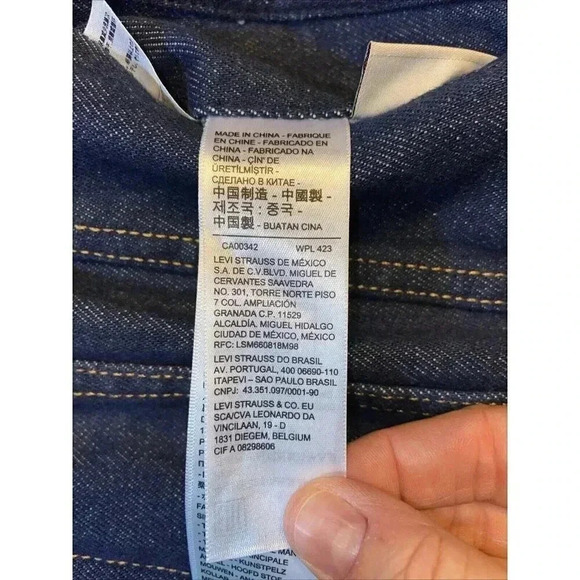 MADE IN CHINA - FABRIQUE
EN CHINE - FABRICADO EN
CHINA - FABRICADO NA
CHINA - ÇİN' DE
ÜRETİLMİŞTİR -
СДЕЛАНО В КИТАЕ -
中国制造 - 中國製 -
제조국 : 중국 -
中国製 - BUATAN CINA
CA00342 WPL 423
LEVI STRAUSS DE MÉXICO
S.A. DE C.V.BLVD. MIGUEL DE
CERVANTES SAAVEDRA
NO. 301, TORRE NORTE PISO
7 COL. AMPLIACIÓN
GRANADA C.P. 11529
ALCALDÍA. MIGUEL HIDALGO
CIUDAD DE MÉXICO, MÉXICO
RFC: LSM660818M98
LEVI STRAUSS DO BRASIL
AV. PORTUGAL, 400 06690-110
ITAPEVI – SAO PAULO BRASIL
CNPJ: 43.351.097/0001-90
LEVI STRAUSS & CO. EU
SCA/CVA LEONARDO DA
VINCILAAN, 19 - D
1831 DIEGEM, BELGIUM
CIF A 08298606